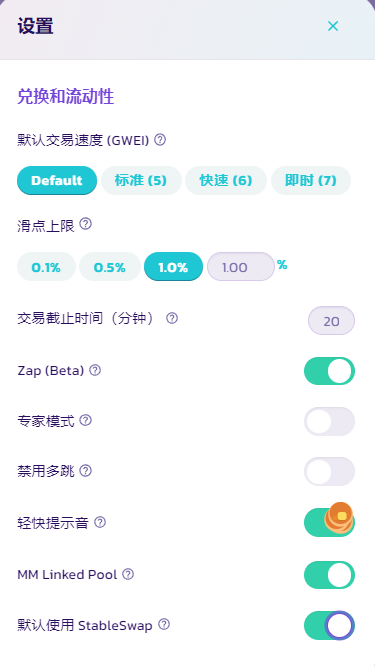 设置
兑换和流动性
默认交易速度 (GWEI)
Default 标准 (5) 快速 (6) 即时 (7)
滑点上限
0.1% 0.5% 1.0% 1.00 %
交易截止时间（分钟） 20
Zap (Beta)
专家模式
禁用多跳
轻快提示音
MM Linked Pool
默认使用 StableSwap